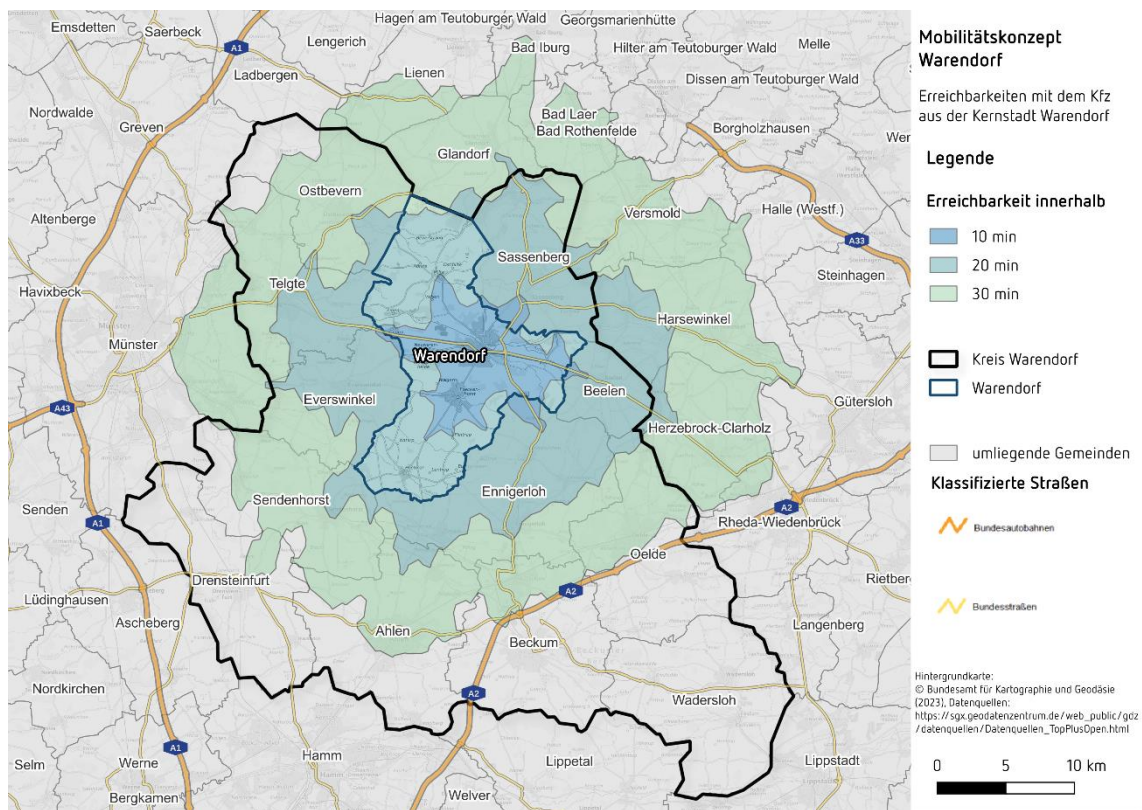 Emsdetten
Saerbeck
Hagen am Teutoburger Wald
Georgsmarienhütte
A1
Lengerich
Bad Iburg
Hilter am Teutoburger Wald
Melle
Ladbergen
Lienen
Dissen am Teutoburger Wald
Nordwalde
Greven
Bad Laer
Bad Rothenfelde
Borgholzhausen
Glandorf
Ostbevern
Altenberge
Versmold
Halle (Westf.)
A33
Sassenberg
Steinhagen
Telgte
Havixbeck
Münster
Harsewinkel
Münster
Warendorf
A43
Everswinkel
Beelen
Gütersloh
Herzebrock-Clarholz
Sendenhorst
Ennigerloh
Senden
A1
A2
Rheda-Wiedenbrück
Oelde
Drensteinfurt
Rietberg
Lüdinghausen
A2
Ascheberg
Ahlen
Langenberg
Beckum
Nordkirchen
A2
Wadersloh
A1
Selm
Werne
Hamm
Lippetal
Lippstadt
Bergkamen
Welver
Mobilitätskonzept
Warendorf
Erreichbarkeiten mit dem Kfz
aus der Kernstadt Warendorf
Legende
Erreichbarkeit innerhalb
10 min
20 min
30 min
Kreis Warendorf
Warendorf
umliegende Gemeinden
Klassifizierte Straßen
Bundesautobahnen
Bundesstraßen
Hintergrundkarte:
© Bundesamt für Kartographie und Geodäsie
(2023), Datenquellen:
https://sgx.geodatenzentrum.de/web_public/gdz
/datenquellen/Datenquellen_TopPlusOpen.html
0 5 10 km